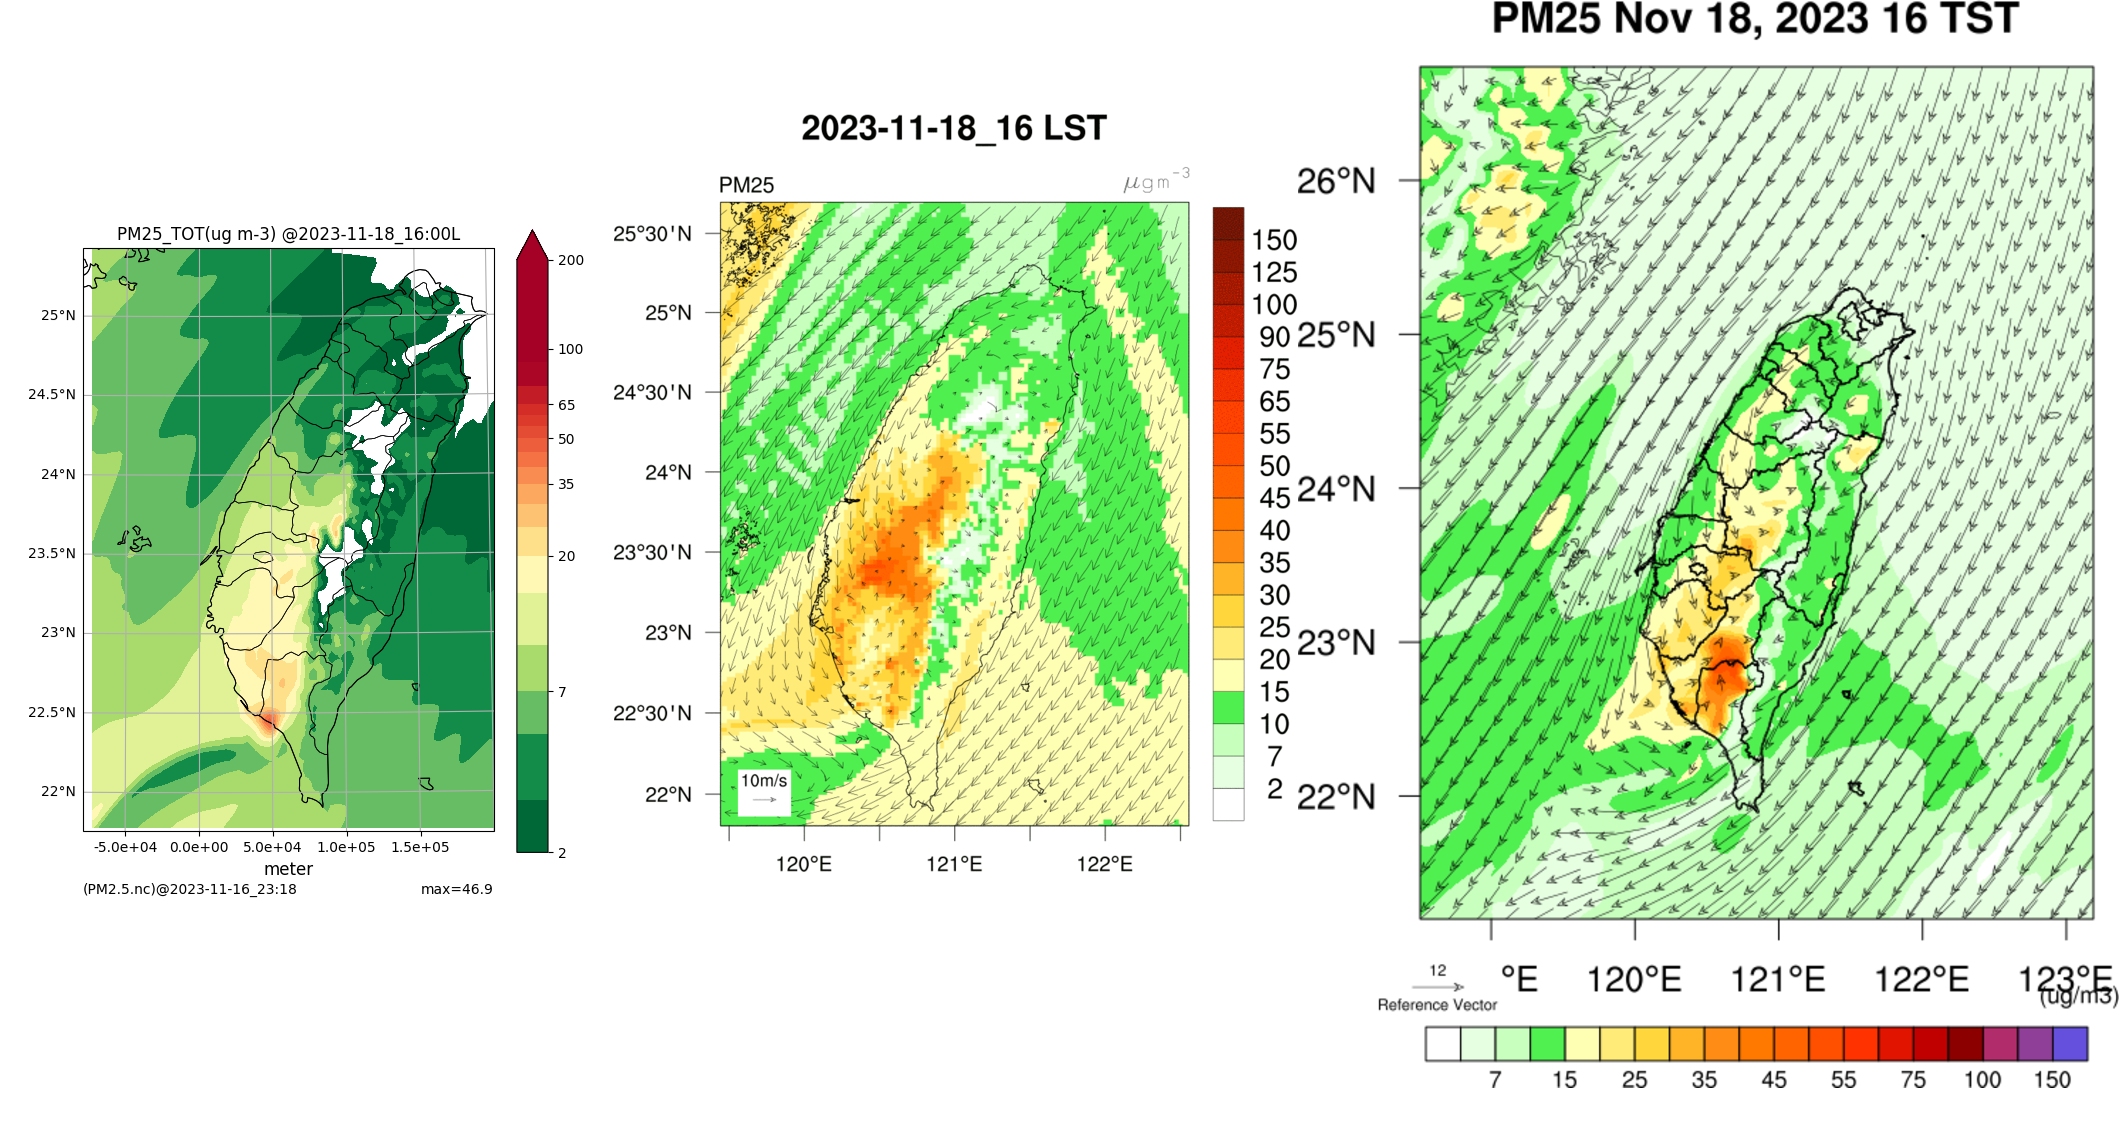 PM25_TOT(ug m-3) @2023-11-18_16:00L
25°N
24.5°N
24°N
23.5°N
23°N
22.5°N
22°N
-5.0e+04 0.0e+00 5.0e+04 1.0e+05 1.5e+05
meter
(PM2.5.nc)@2023-11-16_23:18 max=46.9
200
100
65
50
35
20
7
2
2023-11-18_16 LST
PM25 μgm⁻³
25°30'N
25°N
24°30'N
24°N
23°30'N
23°N
22°30'N
22°N
10m/s
120°E 121°E 122°E
150
125
100
90
75
65
55
50
45
40
35
30
25
20
15
10
7
2
PM25 Nov 18, 2023 16 TST
26°N
25°N
24°N
23°N
22°N
°E 120°E 121°E 122°E 123°E
12
Reference Vector
(ug/m3)
7 15 25 35 45 55 75 100 150